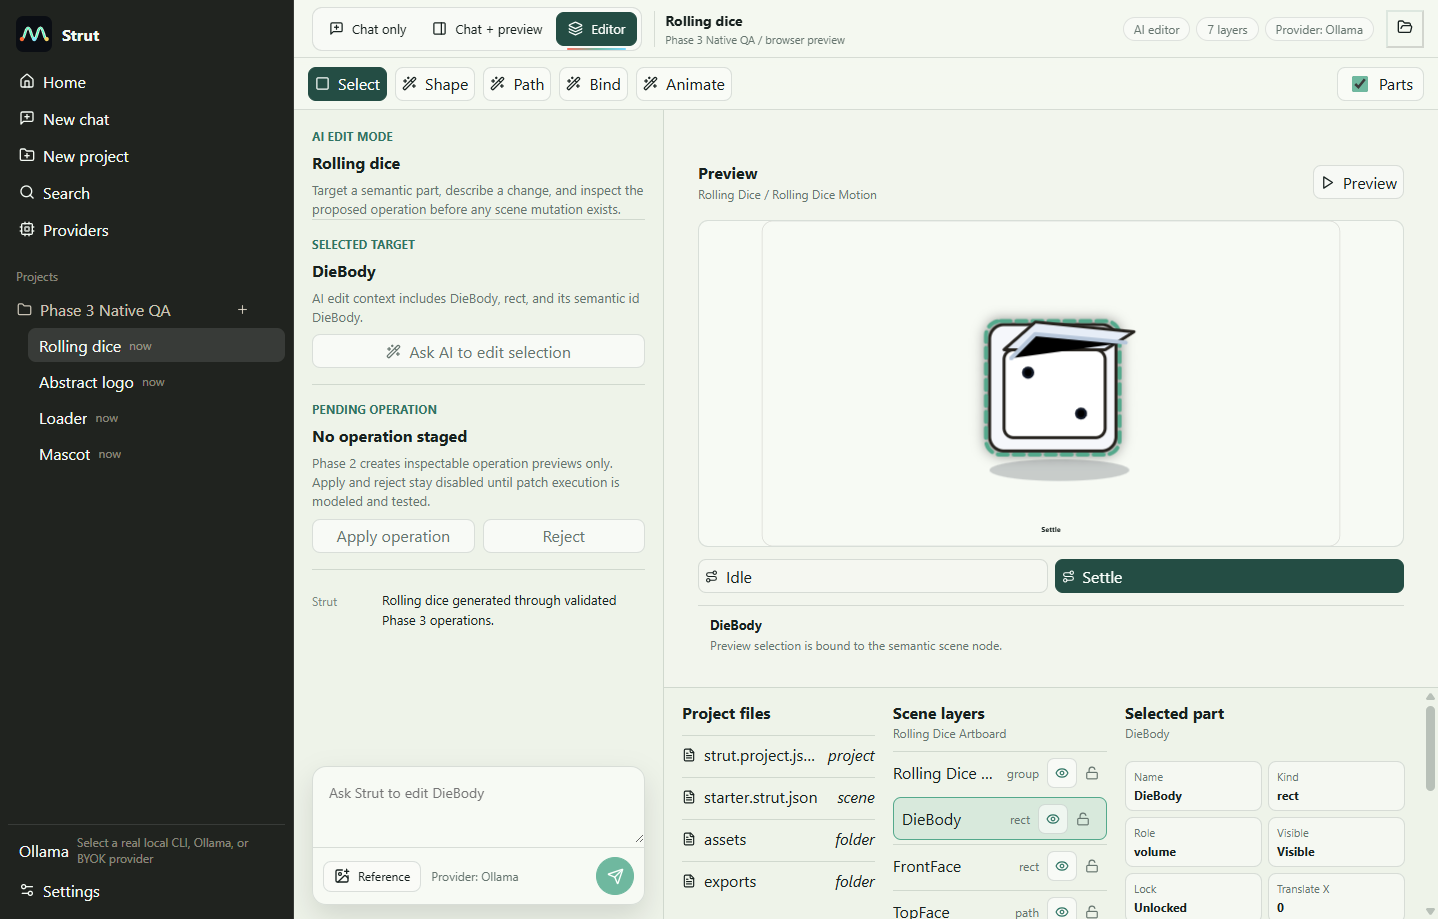 Strut
Home
New chat
New project
Search
Providers
Projects
Phase 3 Native QA
Rolling dice now
Abstract logo now
Loader now
Mascot now
Ollama
Select a real local CLI, Ollama, or
BYOK provider
Settings
Chat only
Chat + preview
Editor
Rolling dice
Phase 3 Native QA / browser preview
AI editor
7 layers
Provider: Ollama
Select
Shape
Path
Bind
Animate
Parts
AI EDIT MODE
Rolling dice
Target a semantic part, describe a change, and inspect the
proposed operation before any scene mutation exists.
SELECTED TARGET
DieBody
AI edit context includes DieBody, rect, and its semantic id
DieBody.
Ask AI to edit selection
PENDING OPERATION
No operation staged
Phase 2 creates inspectable operation previews only.
Apply and reject stay disabled until patch execution is
modeled and tested.
Apply operation
Reject
Strut
Rolling dice generated through validated
Phase 3 operations.
Ask Strut to edit DieBody
Reference
Provider: Ollama
Preview
Rolling Dice / Rolling Dice Motion
Preview
Settle
Idle
Settle
DieBody
Preview selection is bound to the semantic scene node.
Project files
strut.project.js... project
starter.strut.json scene
assets folder
exports folder
Scene layers
Rolling Dice Artboard
Rolling Dice ... group
DieBody rect
FrontFace rect
TopFace path
Selected part
DieBody
Name
DieBody
Kind
rect
Role
volume
Visible
Visible
Lock
Unlocked
Translate X
0